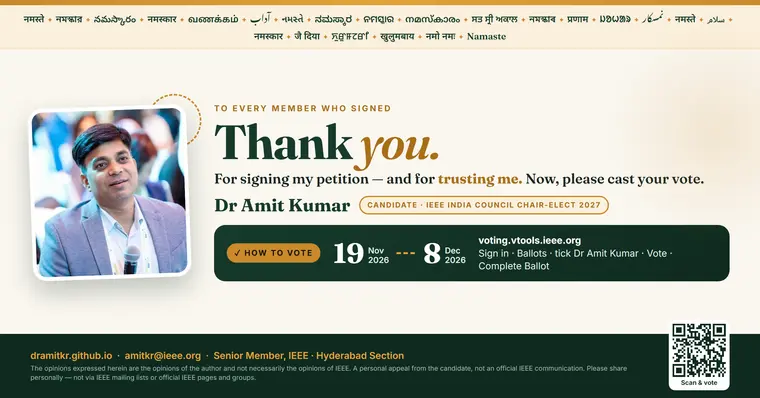 नमस्ते ✦ নমস্কার ✦ నమస్కారం ✦ नमस्कार ✦ வணக்கம் ✦ آداب ✦ નમસ્તે ✦ ನಮಸ್ಕಾರ ✦ ନମସ୍କାର ✦ നമസ്കാരം ✦ ਸਤ ਸ੍ਰੀ ਅਕਾਲ ✦ নমস্কাৰ ✦ प्रणाम ✦ ᱡᱚᱦᱟᱨ ✦ نمسکار ✦ नमस्ते ✦ سلام ✦
नमस्कार ✦ जै दिया ✦ ✦ खुलुमबाय ✦ नमो नमः ✦ Namaste
TO EVERY MEMBER WHO SIGNED
Thank you.
For signing my petition — and for trusting me. Now, please cast your vote.
Dr Amit Kumar
CANDIDATE · IEEE INDIA COUNCIL CHAIR-ELECT 2027
✓ HOW TO VOTE
19 Nov 2026 --- 8 Dec 2026
voting.vtools.ieee.org
Sign in · Ballots · tick Dr Amit Kumar · Vote ·
Complete Ballot
dramitkr.github.io · amitkr@ieee.org · Senior Member, IEEE · Hyderabad Section
The opinions expressed herein are the opinions of the author and not necessarily the opinions of IEEE. A personal appeal from the candidate, not an official IEEE communication. Please share
personally — not via IEEE mailing lists or official IEEE pages and groups.
Scan & vote